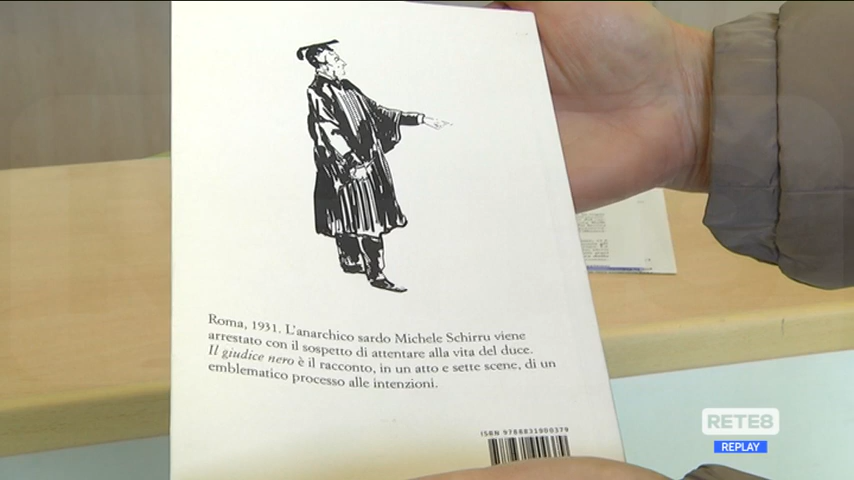 Roma, 1931. L'anarchico sardo Michele Schirru viene
arrestato con il sospetto di attentare alla vita del duce.
Il giudice nero è il racconto, in un atto e sette scene, di un
emblematico processo alle intenzioni.
ISBN 9788831900379
RETE8
REPLAY